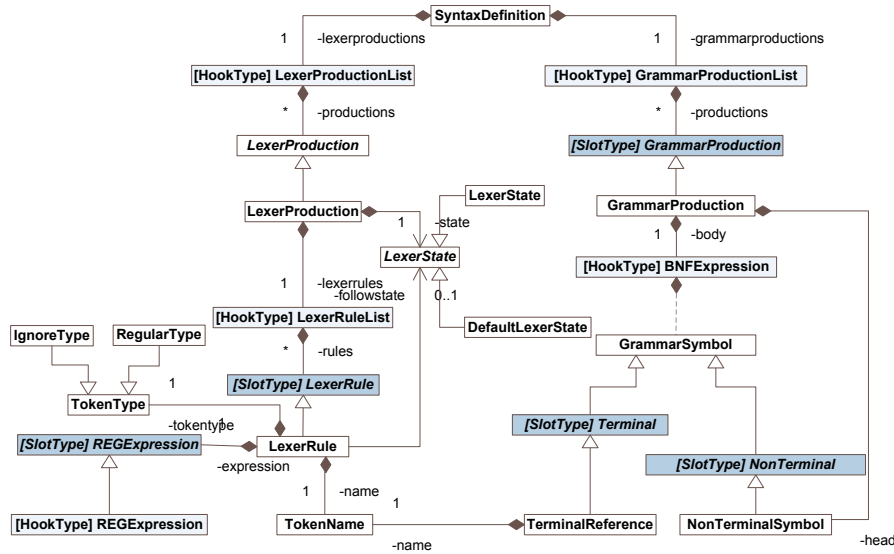 SyntaxDefinition
1
-lexerproductions
1
-grammarproductions
[HookType] LexerProductionList
[HookType] GrammarProductionList
*
-productions
*
-productions
LexerProduction
[SlotType] GrammarProduction
LexerState
LexerProduction
GrammarProduction
1
-state
1
-body
LexerState
[HookType] BNFExpression
1
-lexerrules
-followstate
0..1
[HookType] LexerRuleList
DefaultLexerState
IgnoreType
RegularType
*
-rules
GrammarSymbol
1
[SlotType] LexerRule
TokenType
-tokentype
1
[SlotType] Terminal
[SlotType] REGExpression
LexerRule
-expression
[SlotType] NonTerminal
1
-name
1
[HookType] REGExpression
TokenName
TerminalReference
NonTerminalSymbol
-name
-head